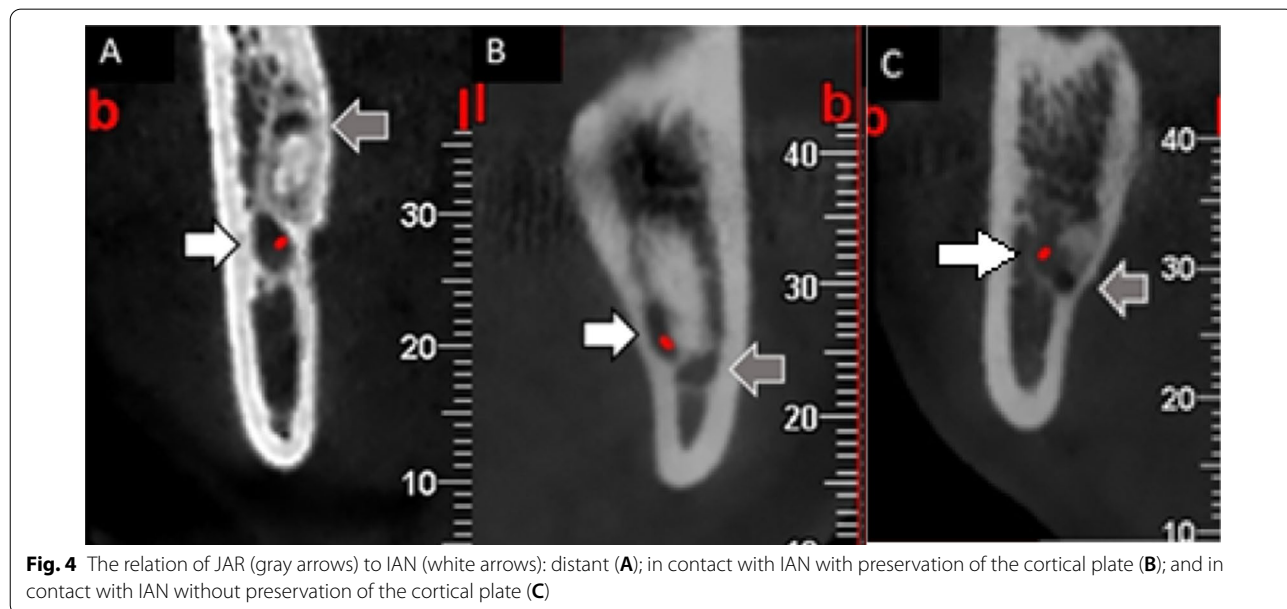 A
B
C
b
l
l
b
b
30
20
10
40
30
20
40
30
20
10
Fig. 4 The relation of JAR (gray arrows) to IAN (white arrows): distant (A); in contact with IAN with preservation of the cortical plate (B); and in
contact with IAN without preservation of the cortical plate (C)